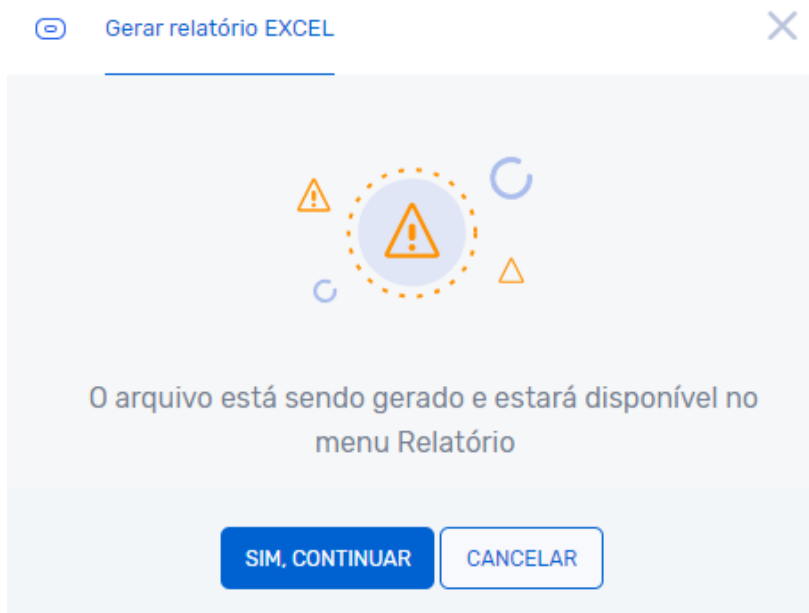 Gerar relatório EXCEL
O arquivo está sendo gerado e estará disponível no
menu Relatório
SIM, CONTINUAR
CANCELAR